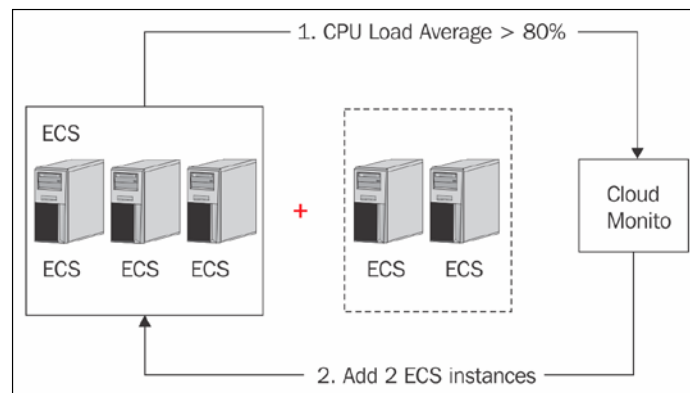 1. CPU Load Average > 80%
ECS
ECS ECS ECS
+
ECS ECS
Cloud
Monito
2. Add 2 ECS instances